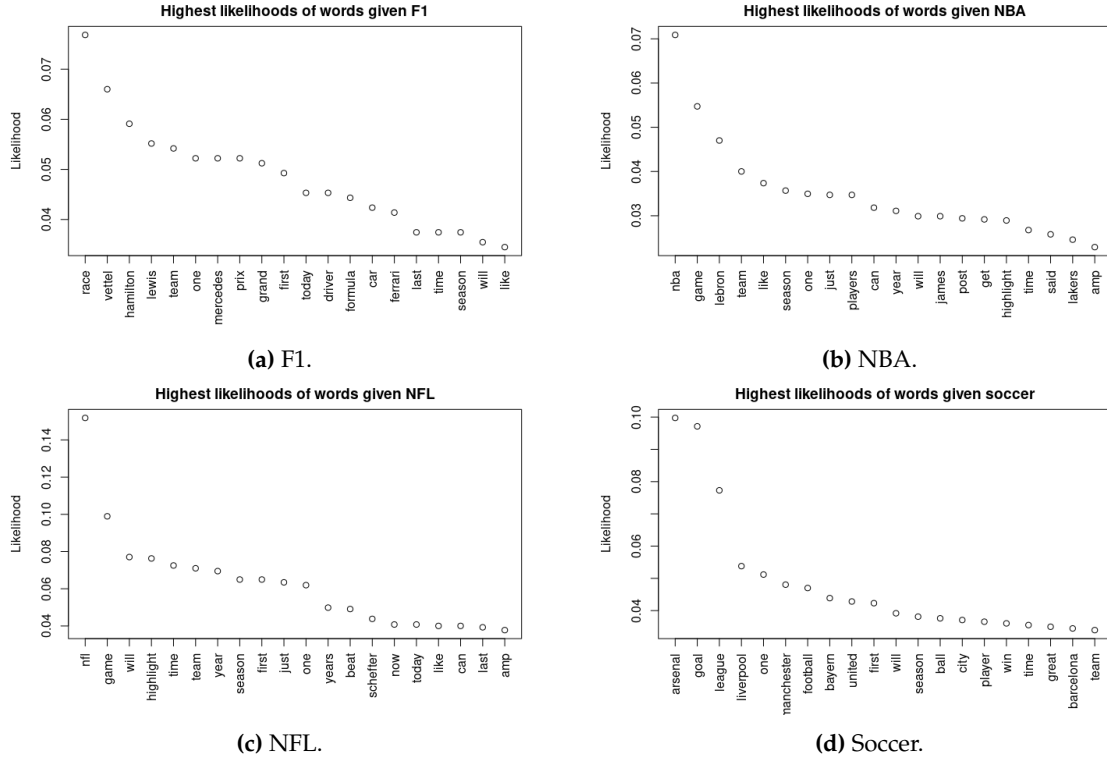 Highest likelihoods of words given F1
Likelihood
0.07
0.06
0.05
0.04
race
vettel
hamilton
lewis
team
one
mercedes
prix
grand
first
today
driver
formula
car
ferrari
last
time
season
will
like
(a) F1.
Highest likelihoods of words given NBA
Likelihood
0.07
0.06
0.05
0.04
0.03
nba
game
lebron
team
like
season
one
just
players
can
year
will
james
post
get
highlight
time
said
lakers
amp
(b) NBA.
Highest likelihoods of words given NFL
Likelihood
0.14
0.12
0.10
0.08
0.06
0.04
nfl
game
will
highlight
time
team
year
season
first
just
one
years
beat
schefter
now
today
like
can
last
amp
(c) NFL.
Highest likelihoods of words given soccer
Likelihood
0.10
0.08
0.06
0.04
arsenal
goal
league
liverpool
one
manchester
football
bayern
united
first
will
season
ball
city
player
win
time
great
barcelona
team
(d) Soccer.